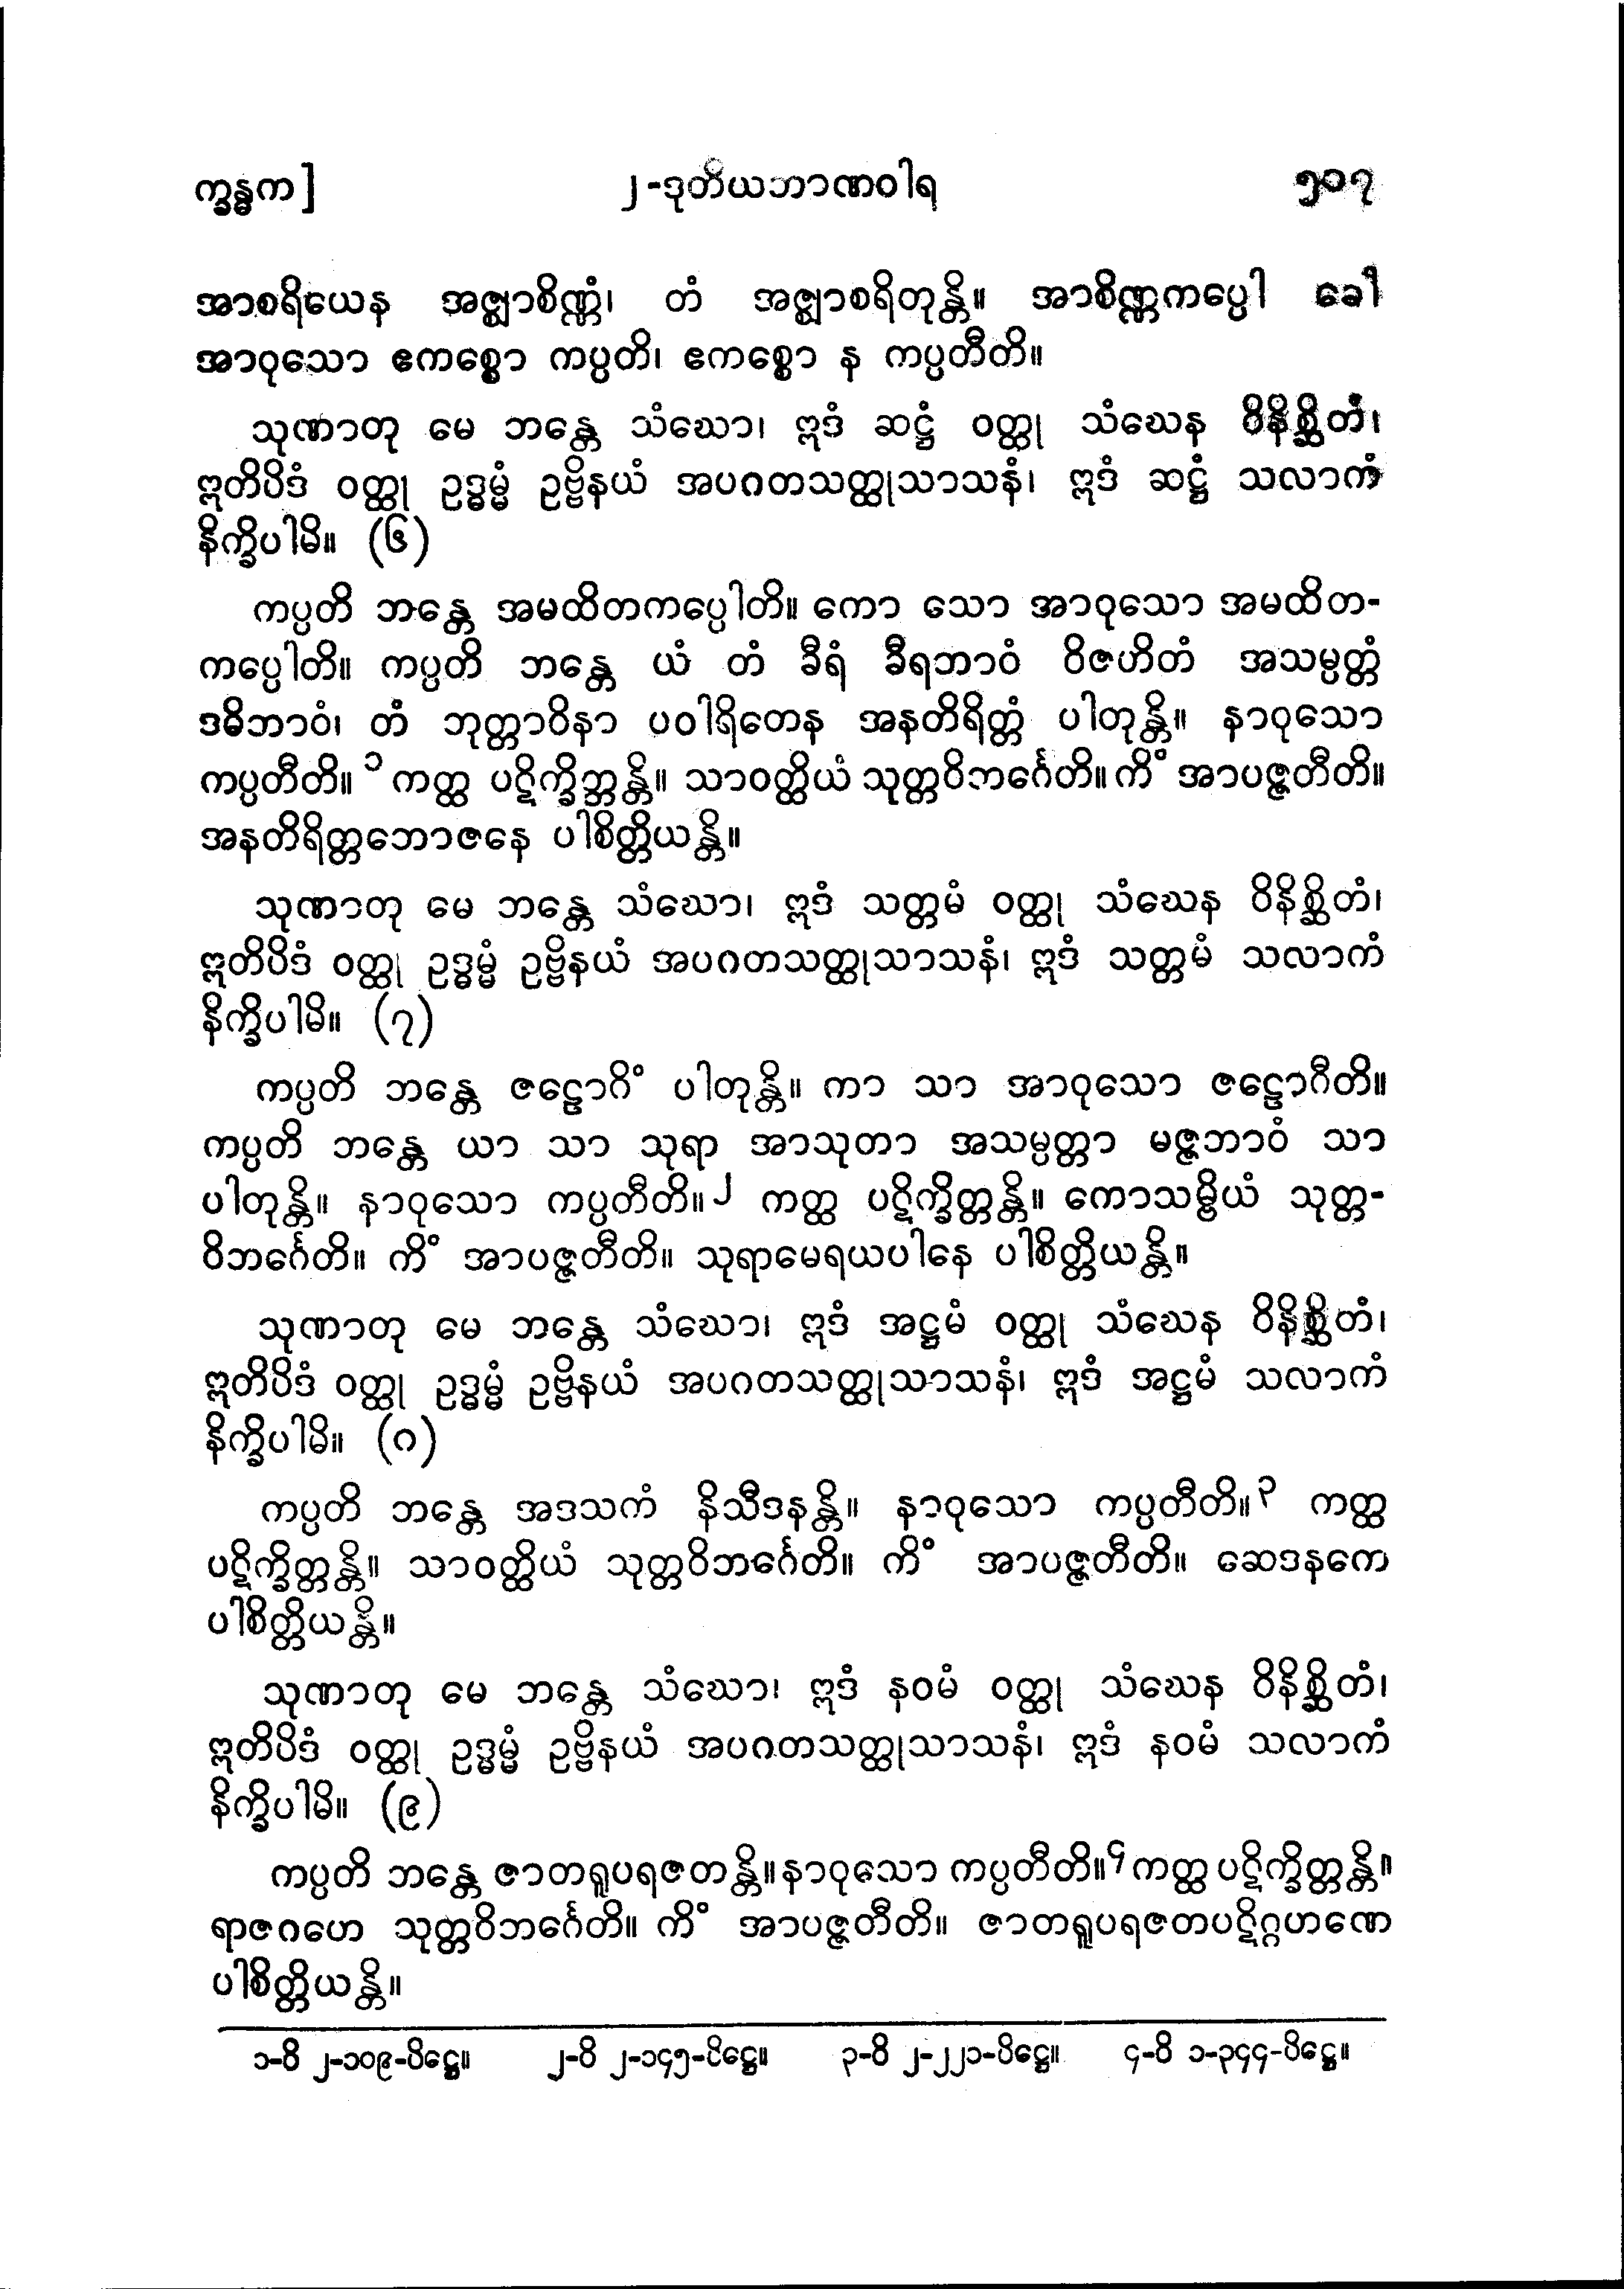 က္ခန္ဓက] ၂-ဒုတိယဘာဏဝါရ ၅၀၇
အာစရိယေန အဇ္ဈာစိဏ္ဏံ၊ တံ အဇ္ဈာစရိတုန္တိ။ အာစိဏ္ဏကပ္ပေါ ခေါ
အာဝုသော ဧကစ္စော ကပ္ပတိ၊ ဧကစ္စော န ကပ္ပတီတိ။
သုဏာတု မေ ဘန္တေ သံဃော၊ ဣဒံ ဆဋ္ဌံ ဝတ္ထု သံဃေန ဝိနိစ္ဆိတံ၊
ဣတိပိဒံ ဝတ္ထု ဥဒ္ဓမ္မံ ဥဗ္ဗိနယံ အပဂတသတ္ထုသာသနံ၊ ဣဒံ ဆဋ္ဌံ သလာကံ
နိက္ခိပါမိ။ (၆)
ကပ္ပတိ ဘန္တေ အမထိတကပ္ပေါတိ။ ကော သော အာဝုသော အမထိတ-
ကပ္ပေါတိ။ ကပ္ပတိ ဘန္တေ ယံ တံ ခီရံ ခီရဘာဝံ ဝိဇဟိတံ အသမ္ပတ္တံ
ဒဓိဘာဝံ၊ တံ ဘုတ္တာဝိနာ ပဝါရိတေန အနတိရိတ္တံ ပါတုန္တိ။ နာဝုသော
ကပ္ပတီတိ။၁ ကတ္ထ ပဋိက္ခိတ္တန္တိ။ သာဝတ္ထိယံ သုတ္တဝိဘင်္ဂေတိ။ ကိံ အာပဇ္ဇတီတိ။
အနတိရိတ္တဘောဇနေ ပါစိတ္တိယန္တိ။
သုဏာတု မေ ဘန္တေ သံဃော၊ ဣဒံ သတ္တမံ ဝတ္ထု သံဃေန ဝိနိစ္ဆိတံ၊
ဣတိပိဒံ ဝတ္ထု ဥဒ္ဓမ္မံ ဥဗ္ဗိနယံ အပဂတသတ္ထုသာသနံ၊ ဣဒံ သတ္တမံ သလာကံ
နိက္ခိပါမိ။ (၇)
ကပ္ပတိ ဘန္တေ ဇဠောဂိံ ပါတုန္တိ။ ကာ သာ အာဝုသော ဇဠောဂီတိ။
ကပ္ပတိ ဘန္တေ ယာ သာ သုရာ အာသုတာ အသမ္ပတ္တာ မဇ္ဇဘာဝံ သာ
ပါတုန္တိ။ နာဝုသော ကပ္ပတီတိ။၂ ကတ္ထ ပဋိက္ခိတ္တန္တိ။ ကောသမ္ဗိယံ သုတ္တ-
ဝိဘင်္ဂေတိ။ ကိံ အာပဇ္ဇတီတိ။ သုရာမေရယပါနေ ပါစိတ္တိယန္တိ။
သုဏာတု မေ ဘန္တေ သံဃော၊ ဣဒံ အဋ္ဌမံ ဝတ္ထု သံဃေန ဝိနိစ္ဆိတံ၊
ဣတိပိဒံ ဝတ္ထု ဥဒ္ဓမ္မံ ဥဗ္ဗိနယံ အပဂတသတ္ထုသာသနံ၊ ဣဒံ အဋ္ဌမံ သလာကံ
နိက္ခိပါမိ။ (၈)
ကပ္ပတိ ဘန္တေ အဒသကံ နိသီဒနန္တိ။ နာဝုသော ကပ္ပတီတိ။၃ ကတ္ထ
ပဋိက္ခိတ္တန္တိ။ သာဝတ္ထိယံ သုတ္တဝိဘင်္ဂေတိ။ ကိံ အာပဇ္ဇတီတိ။ ဆေဒနကေ
ပါစိတ္တိယန္တိ။
သုဏာတု မေ ဘန္တေ သံဃော၊ ဣဒံ နဝမံ ဝတ္ထု သံဃေန ဝိနိစ္ဆိတံ၊
ဣတိပိဒံ ဝတ္ထု ဥဒ္ဓမ္မံ ဥဗ္ဗိနယံ အပဂတသတ္ထုသာသနံ၊ ဣဒံ နဝမံ သလာကံ
နိက္ခိပါမိ။ (၉)
ကပ္ပတိ ဘန္တေ ဇာတရူပရဇတန္တိ။ နာဝုသော ကပ္ပတီတိ။၄ ကတ္ထ ပဋိက္ခိတ္တန္တိ။
ရာဇဂဟေ သုတ္တဝိဘင်္ဂေတိ။ ကိံ အာပဇ္ဇတီတိ။ ဇာတရူပရဇတပဋိဂ္ဂဟဏေ
ပါစိတ္တိယန္တိ။
၁-ဝိ ၂-၁၀၉-ပိဋ္ဌေ။ ၂-ဝိ ၂-၁၄၅-ပိဋ္ဌေ။ ၃-ဝိ ၂-၂၂၁-ပိဋ္ဌေ။ ၄-ဝိ ၁-၃၄၄-ပိဋ္ဌေ။